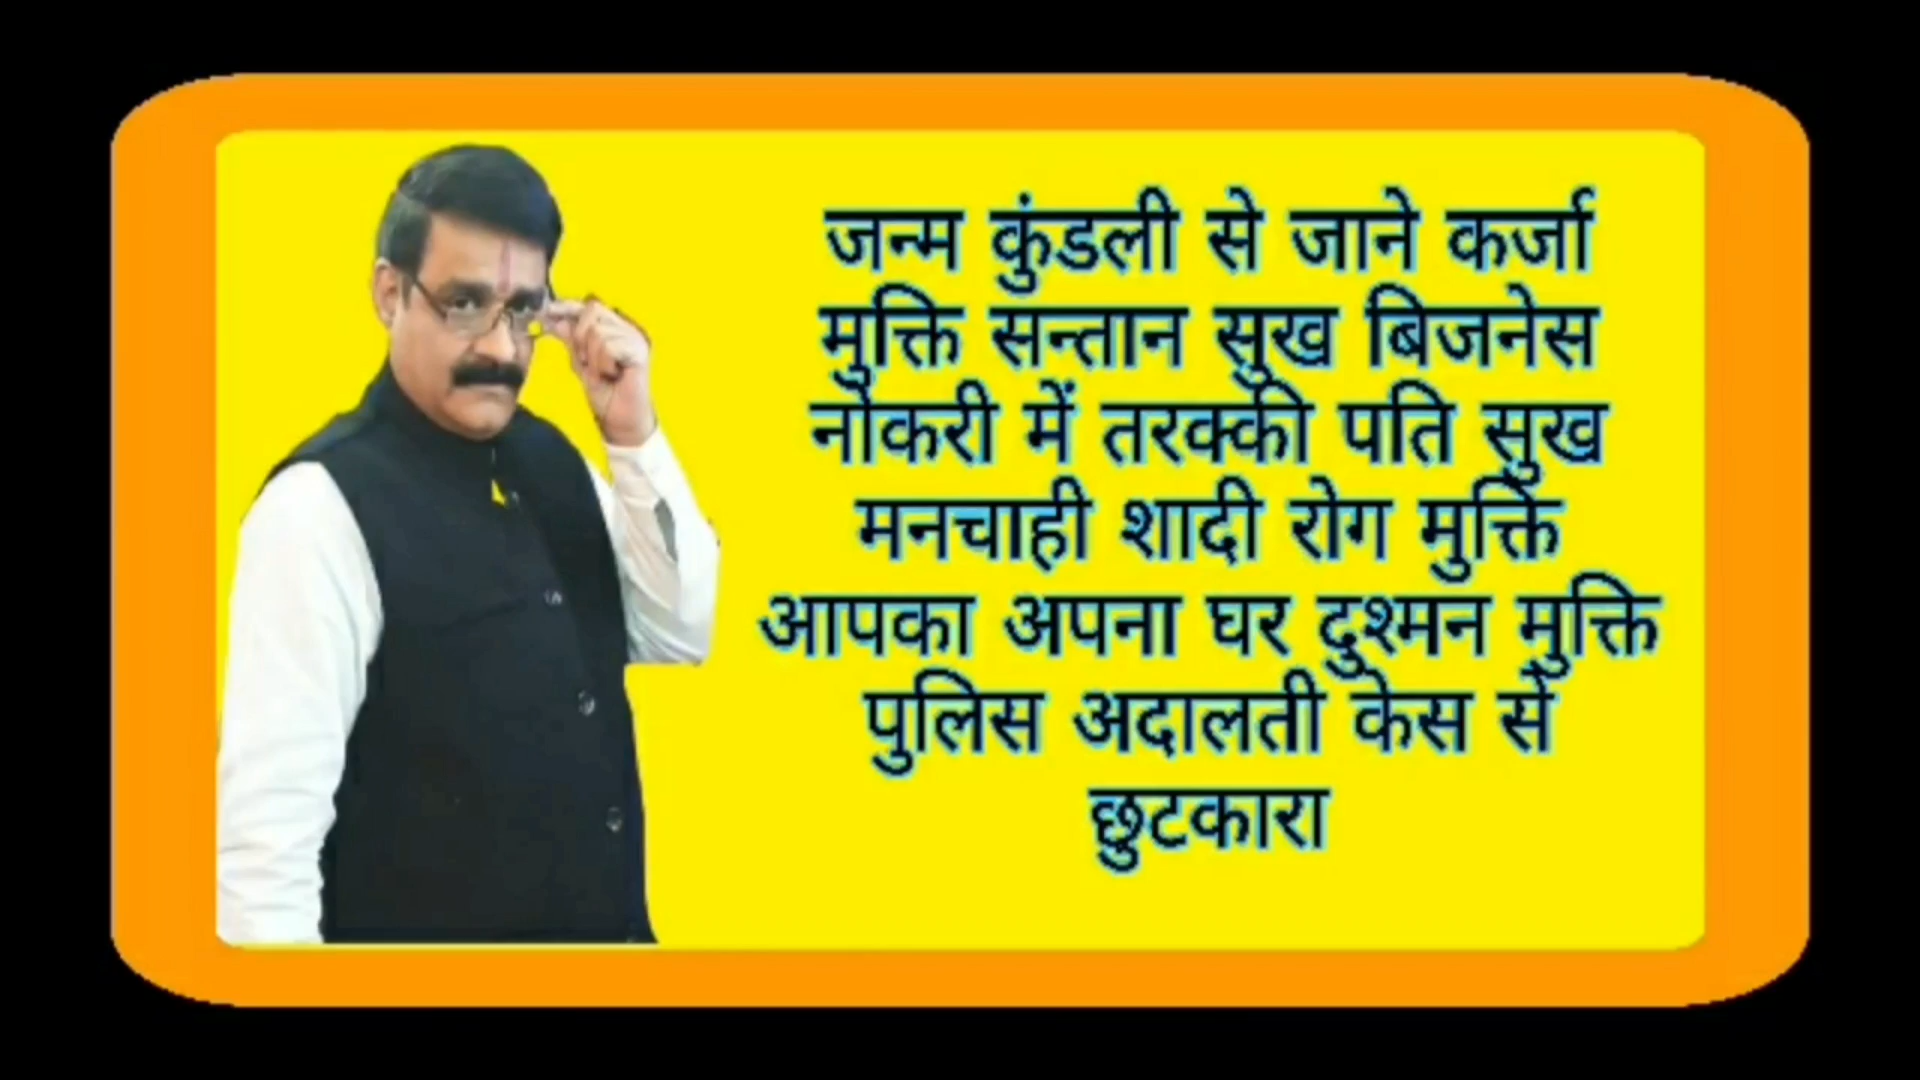 जन्म कुंडली से जाने कर्जा
मुक्ति सन्तान सुख बिजनेस
नोकरी में तरक्की पति सुख
मनचाही शादी रोग मुक्ति
आपका अपना घर दुश्मन मुक्ति
पुलिस अदालती केस से
छुटकारा